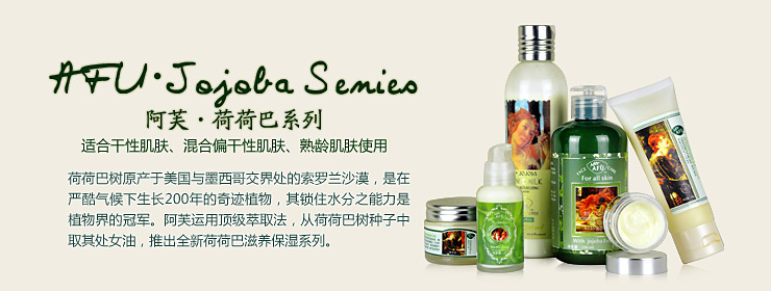 AFU·Jojoba Senies
阿芙·荷荷巴系列
适合干性肌肤、混合偏干性肌肤、熟龄肌肤使用
荷荷巴树原产于美国与墨西哥交界处的索罗兰沙漠，是在
严酷气候下生长200年的奇迹植物，其锁住水分之能力是
植物界的冠军。阿芙运用顶级萃取法，从荷荷巴树种子中
取其处女油，推出全新荷荷巴滋养保湿系列。
JOJOBA
MILK
AFU
For all skin